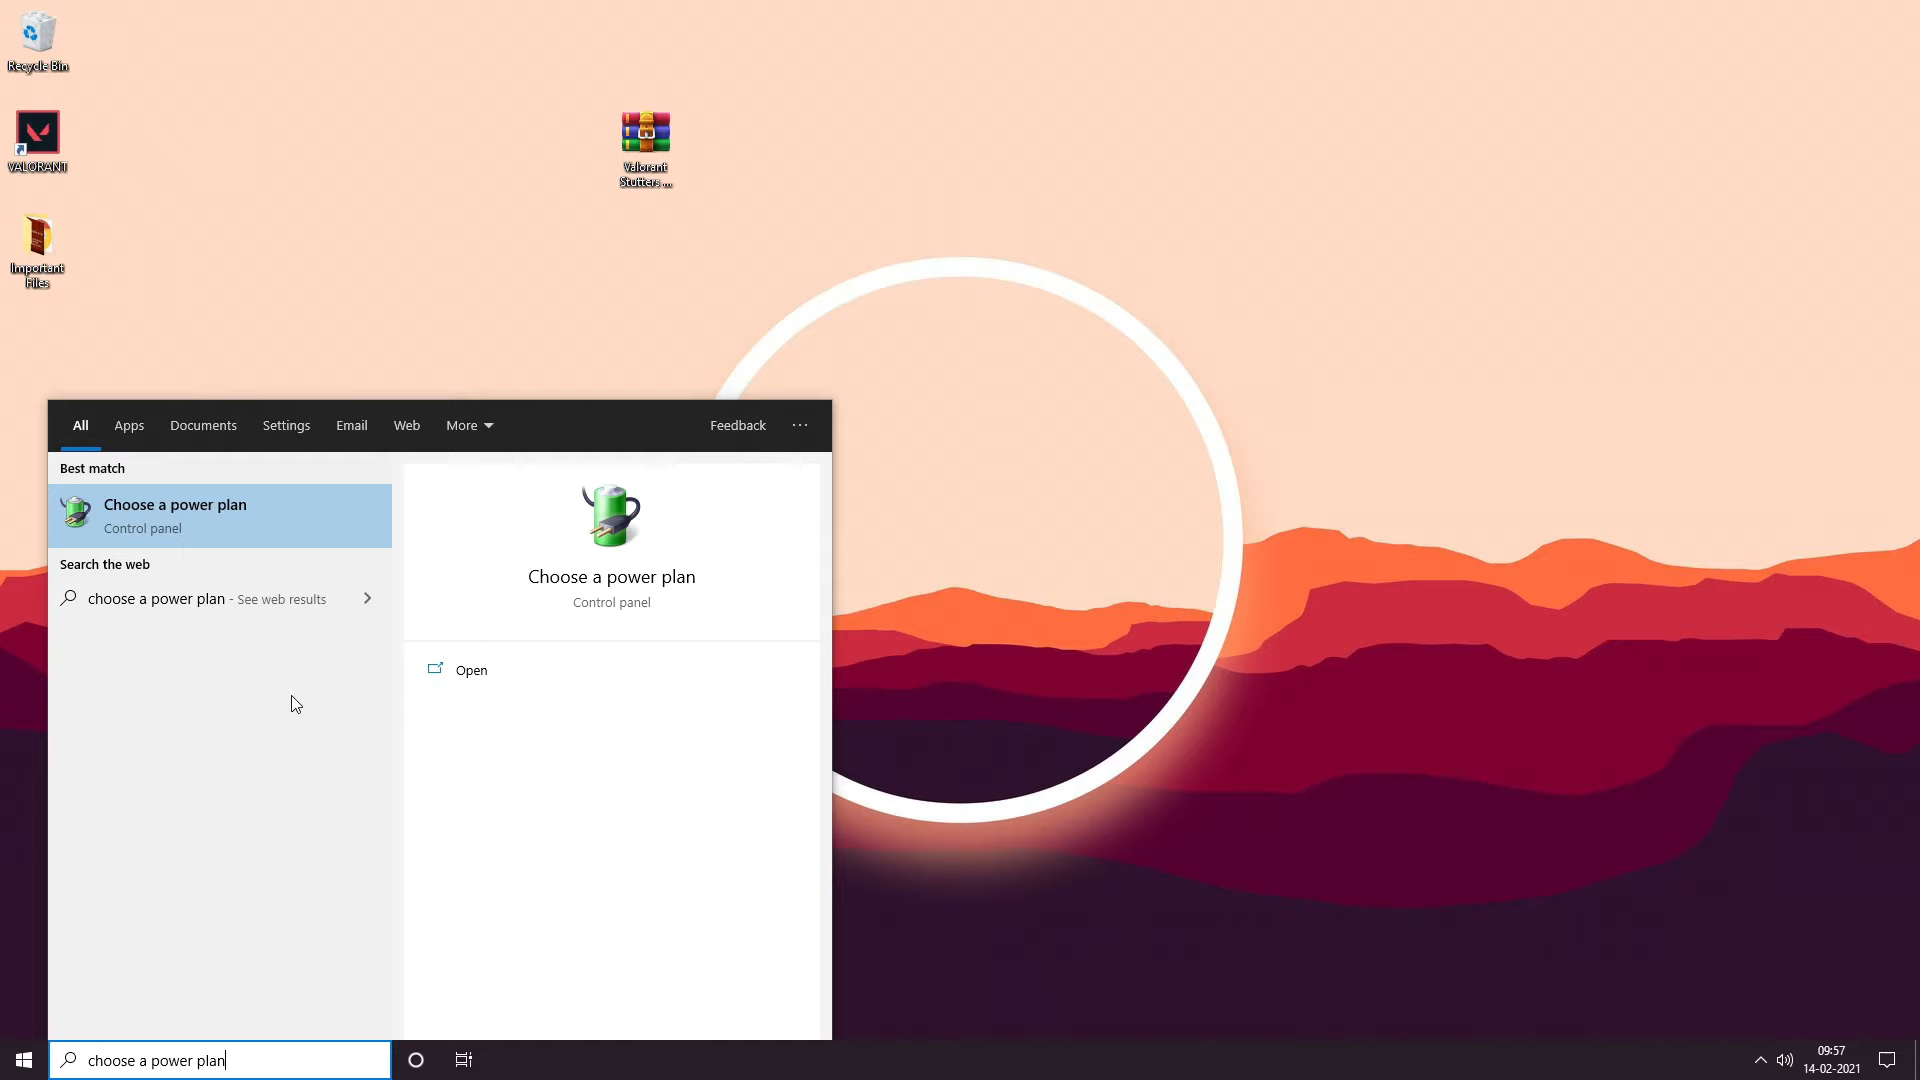 Recycle Bin
VALORANT
Important
Files
Valorant
Stutters ...
All Apps Documents Settings Email Web More Feedback ...
Best match
Choose a power plan
Control panel
Search the web
choose a power plan - See web results
Choose a power plan
Control panel
Open
choose a power plan
09:57
14-02-2021